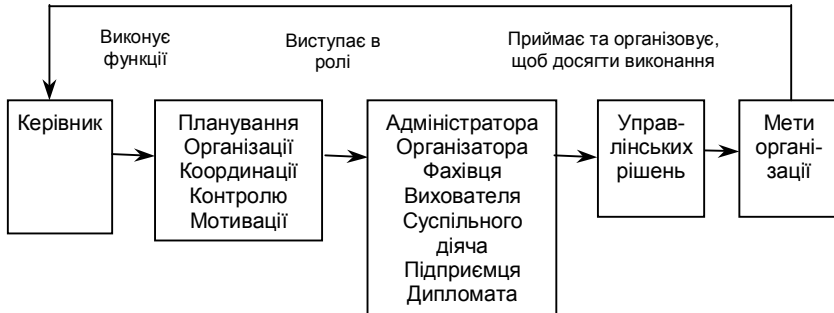 Виконує
функції
Виступає в
ролі
Приймає та організовує,
щоб досягти виконання
Керівник
Планування
Організації
Координації
Контролю
Мотивації
Адміністратора
Організатора
Фахівця
Вихователя
Суспільного
діяча
Підприємця
Дипломата
Управ-
лінських
рішень
Мети
органі-
зації